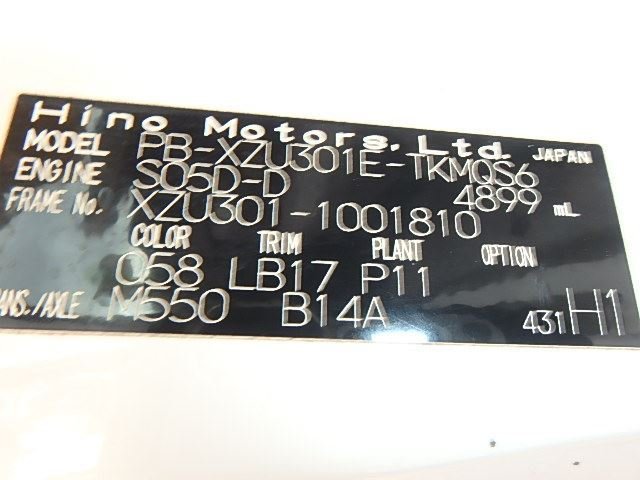 Hino Motors, Ltd. JAPAN
MODEL PB-XZU301E-TKMQS6
ENGINE S05D-D 4899 mL
FRAME No. XZU301-1001810
COLOR TRIM PLANT OPTION
058 LB17 P11
ANS./AXLE M550 B14A 431 H1